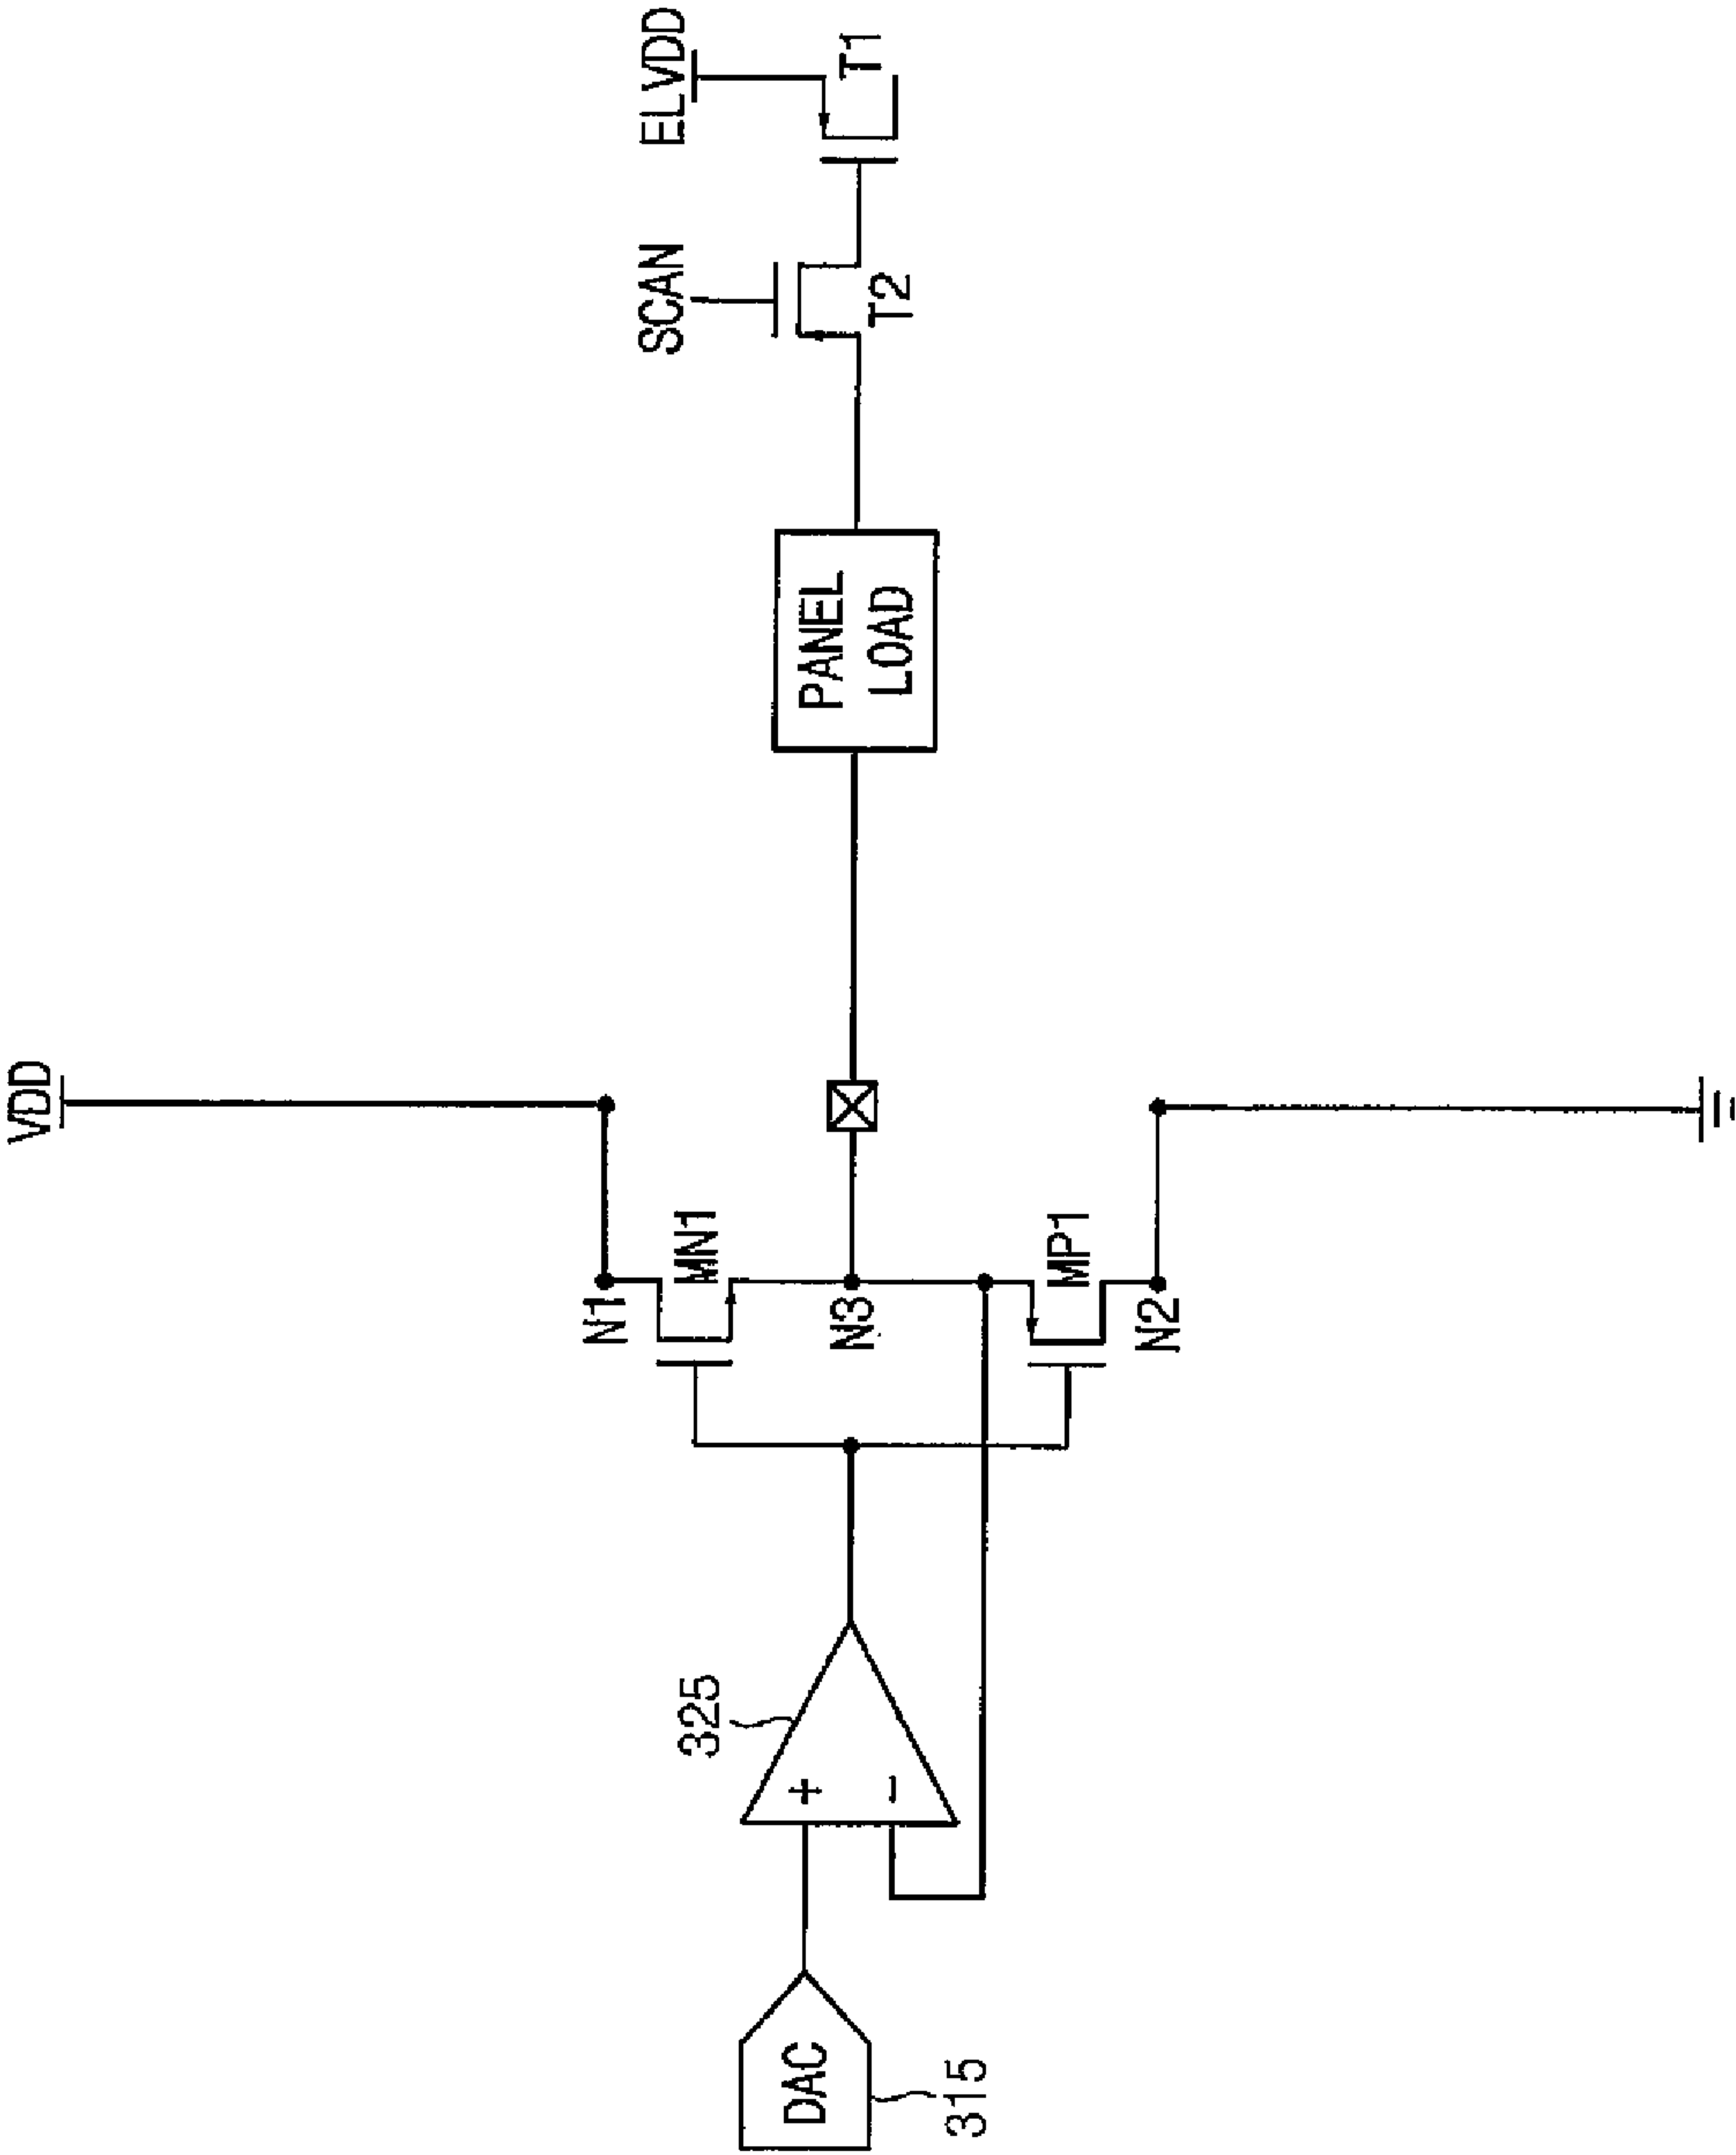 VDD
ELVDD
SCAN
T1
T2
N1
MN1
325
+
-
DAC
N3
PANEL
LOAD
MP1
N2
315